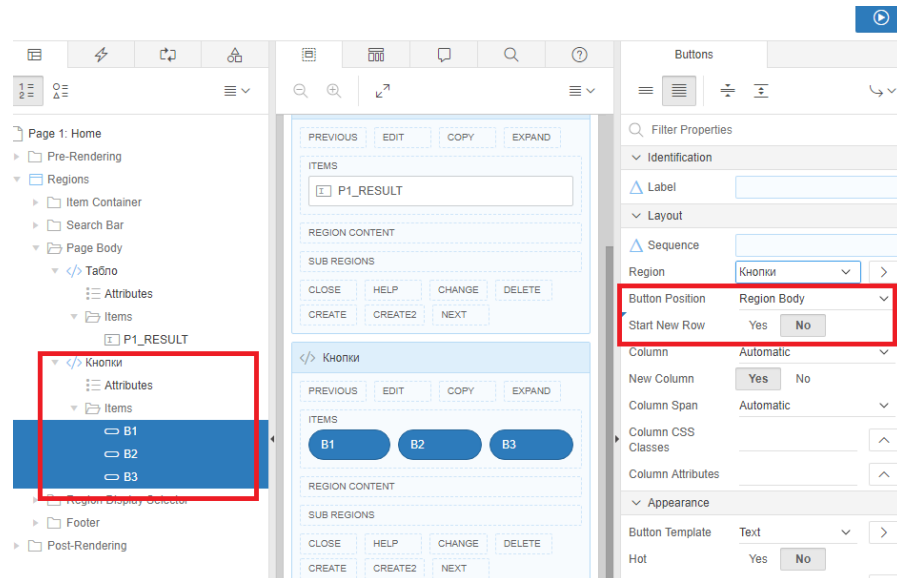 Buttons
1 =
2 =
Page 1: Home
Pre-Rendering
Regions
Item Container
Search Bar
Page Body
</> Табло
Attributes
Items
P1_RESULT
</> Кнопки
Attributes
Items
B1
B2
B3
Region Display Selector
Footer
Post-Rendering
PREVIOUS EDIT COPY EXPAND
ITEMS
P1_RESULT
REGION CONTENT
SUB REGIONS
CLOSE HELP CHANGE DELETE
CREATE CREATE2 NEXT
</> Кнопки
PREVIOUS EDIT COPY EXPAND
ITEMS
B1 B2 B3
REGION CONTENT
SUB REGIONS
CLOSE HELP CHANGE DELETE
CREATE CREATE2 NEXT
Filter Properties
Identification
Label
Layout
Sequence
Region Кнопки
Button Position Region Body
Start New Row Yes No
Column Automatic
New Column Yes No
Column Span Automatic
Column CSS
Classes
Column Attributes
Appearance
Button Template Text
Hot Yes No